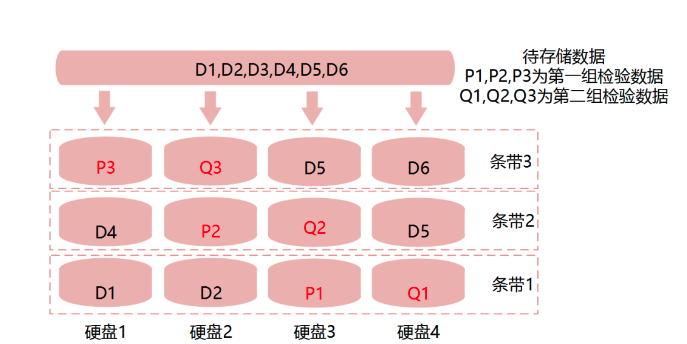 D1,D2,D3,D4,D5,D6
待存储数据
P1,P2,P3为第一组检验数据
Q1,Q2,Q3为第二组检验数据
P3 Q3 D5 D6 条带3
D4 P2 Q2 D5 条带2
D1 D2 P1 Q1 条带1
硬盘1 硬盘2 硬盘3 硬盘4